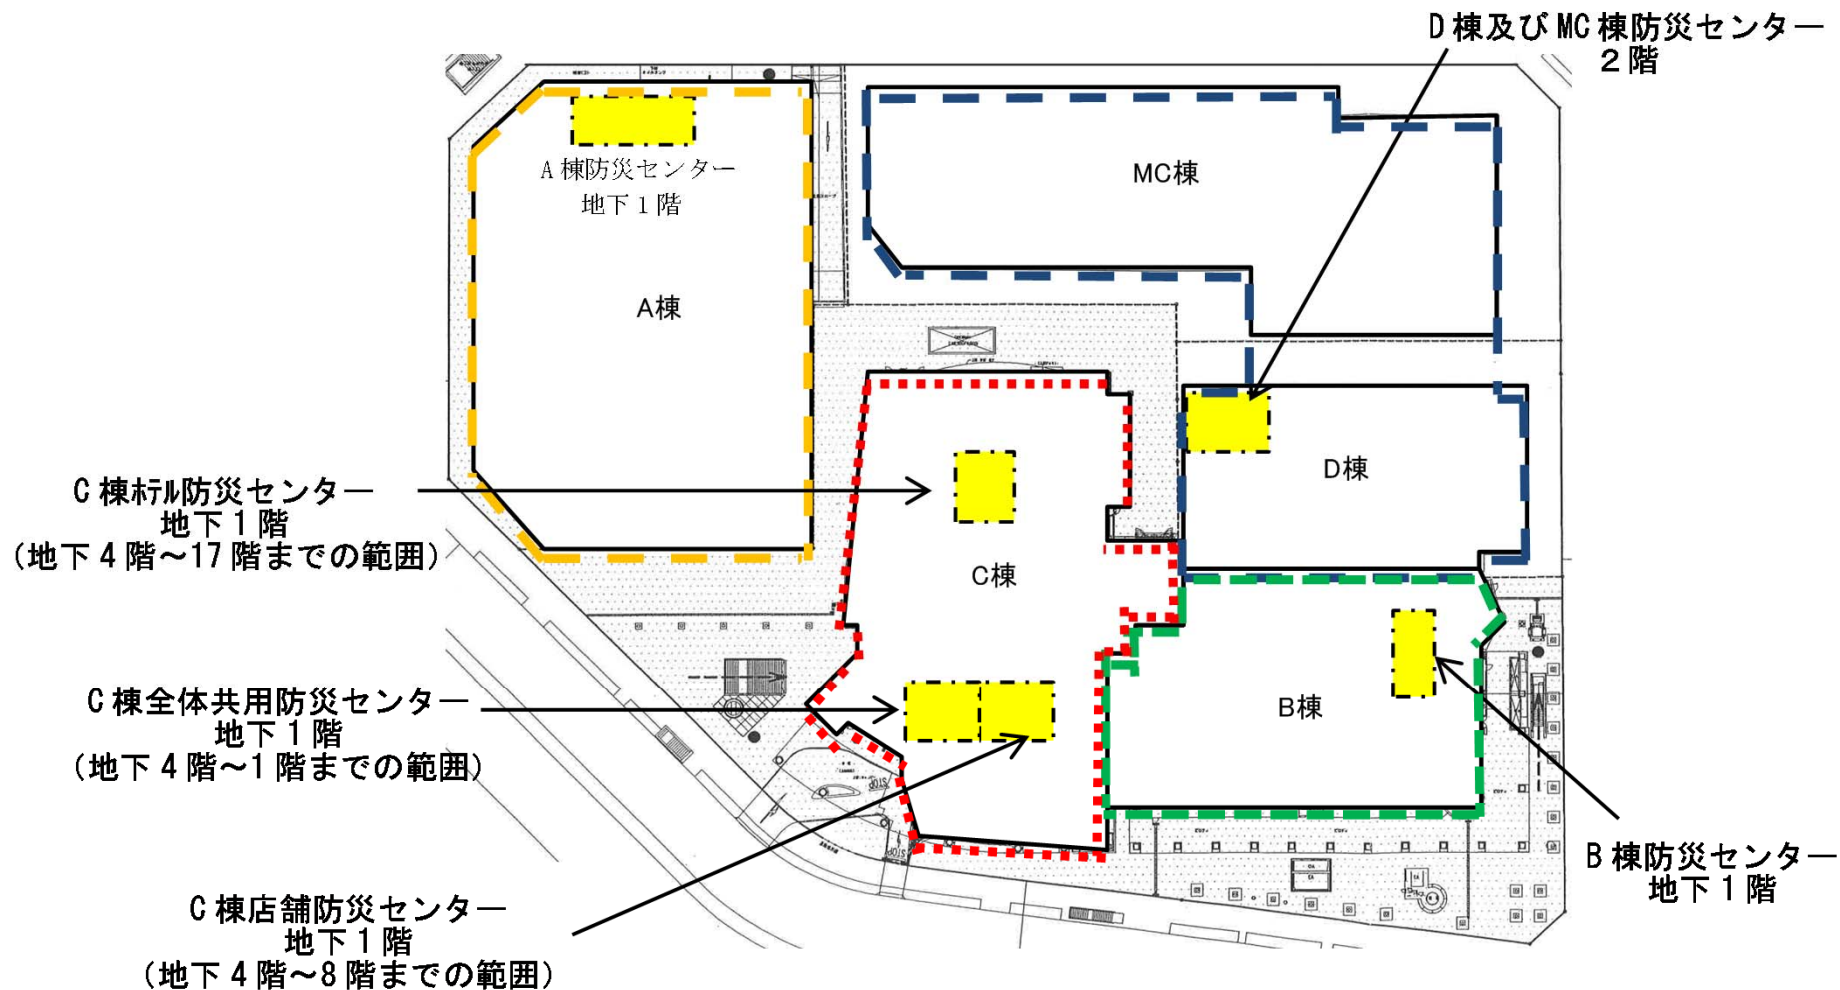 D棟及びMC棟防災センター
２階
A棟防災センター
地下１階
MC棟
A棟
D棟
C棟ﾎﾃﾙ防災センター
地下1階
（地下4階～17階までの範囲）
C棟
C棟全体共用防災センター
地下1階
（地下4階～1階までの範囲）
B棟
STOP
STOP
B棟防災センター
地下1階
C棟店舗防災センター
地下1階
（地下4階～8階までの範囲）